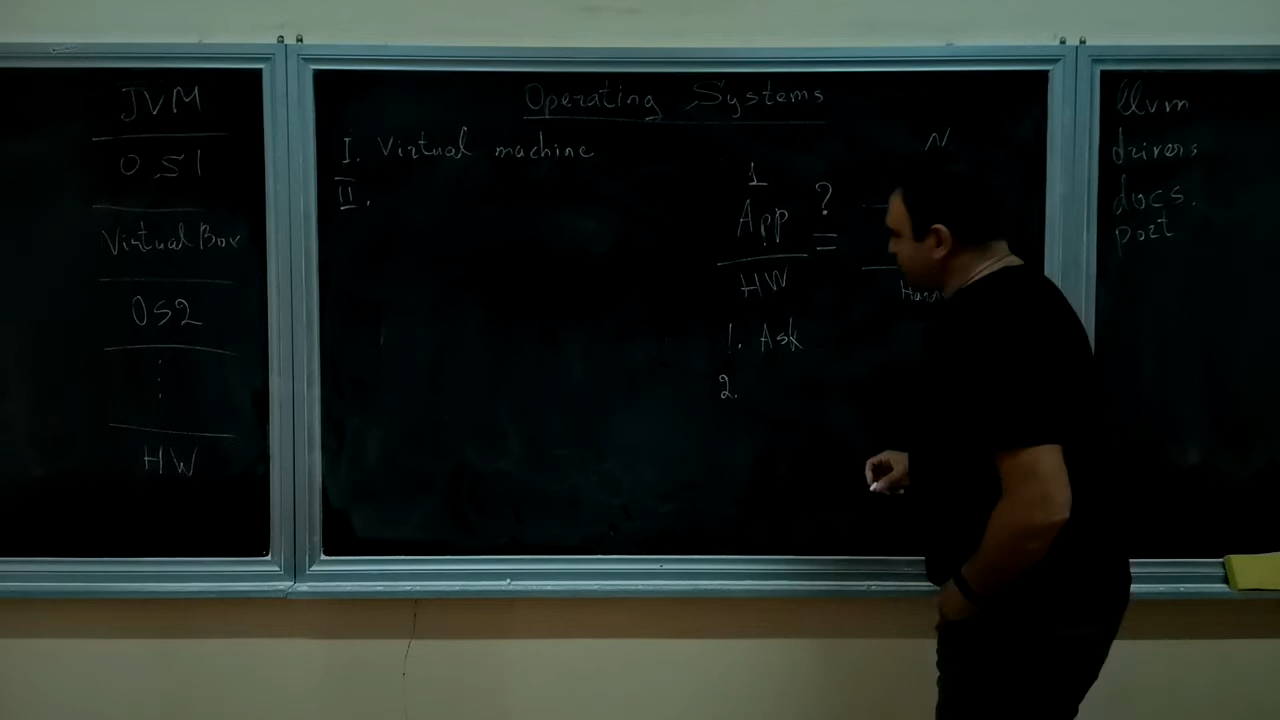 JVM
OS1
VirtualBox
OS2
HW
Operating Systems
I. Virtual machine
II.
N
1
App
?
=
HW
1. Ask
2.
llvm
drivers
docs.
port